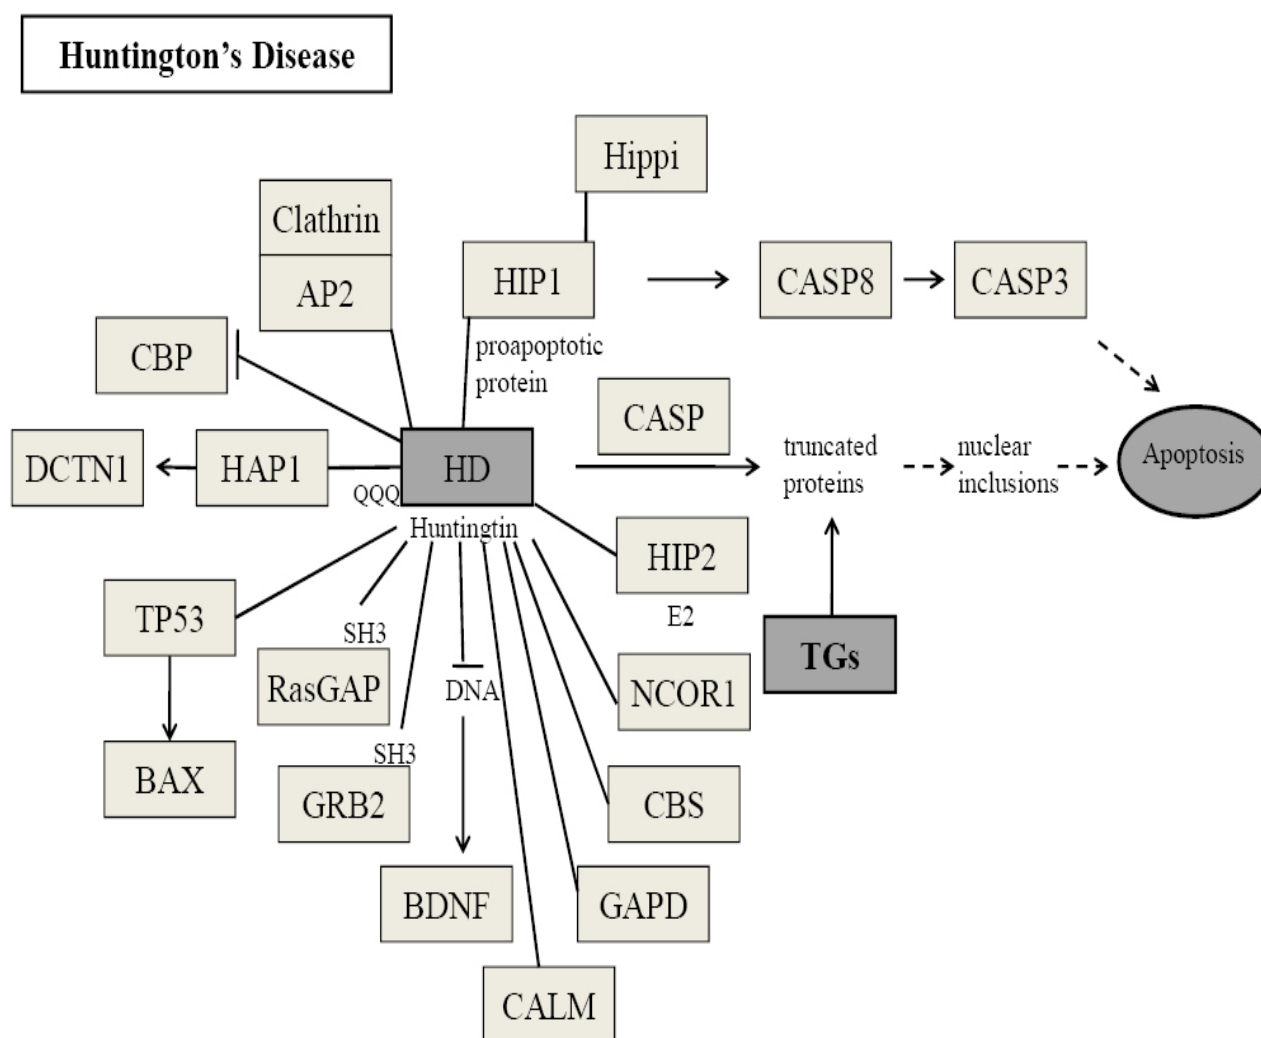 Huntington's Disease
Hippi
Clathrin
AP2
HIP1
CASP8
CASP3
CBP
proapoptotic
protein
CASP
DCTN1
HAP1
HD
QQQ
Huntingtin
truncated
proteins
nuclear
inclusions
Apoptosis
HIP2
E2
TP53
SH3
RasGAP
DNA
NCOR1
TGs
BAX
SH3
GRB2
CBS
BDNF
GAPD
CALM